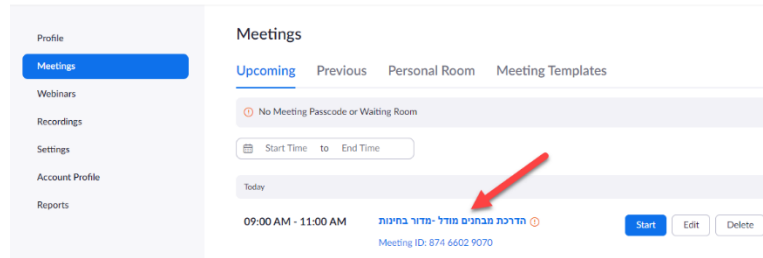 Profile
Meetings
Webinars
Recordings
Settings
Account Profile
Reports
Meetings
Upcoming Previous Personal Room Meeting Templates
No Meeting Passcode or Waiting Room
Start Time to End Time
Today
09:00 AM - 11:00 AM
הדרכת מבחנים מודל -מדור בחינות
Meeting ID: 874 6602 9070
Start Edit Delete